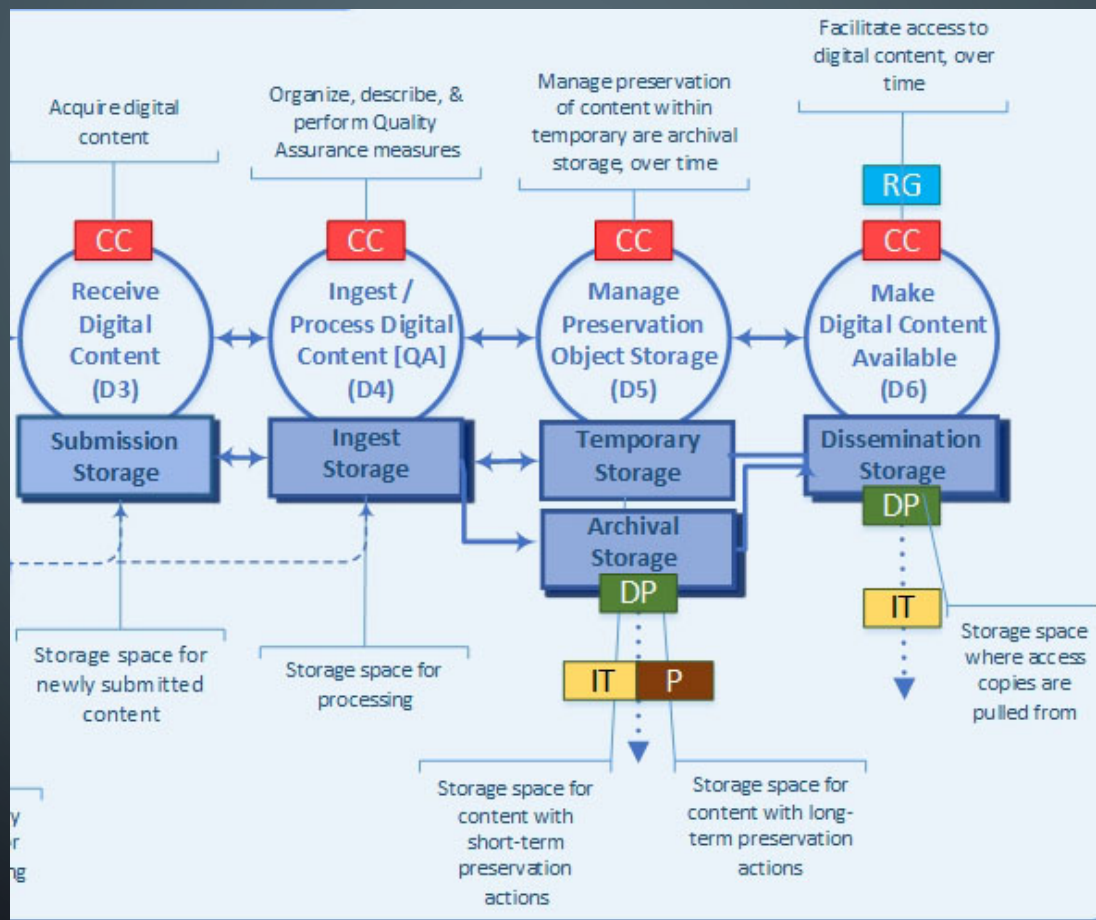 Facilitate access to
digital content, over
time
Acquire digital
content
Organize, describe, &
perform Quality
Assurance measures
Manage preservation
of content within
temporary are archival
storage, over time
RG
CC
CC
CC
CC
Receive
Digital
Content
(D3)
Ingest /
Process Digital
Content [QA]
(D4)
Manage
Preservation
Object Storage
(D5)
Make
Digital Content
Available
(D6)
Submission
Storage
Ingest
Storage
Temporary
Storage
Dissemination
Storage
Archival
Storage
DP
DP
IT
IT
P
Storage space for
newly submitted
content
Storage space for
processing
Storage space
where access
copies are
pulled from
Storage space for
content with
short-term
preservation
actions
Storage space for
content with long-
term preservation
actions